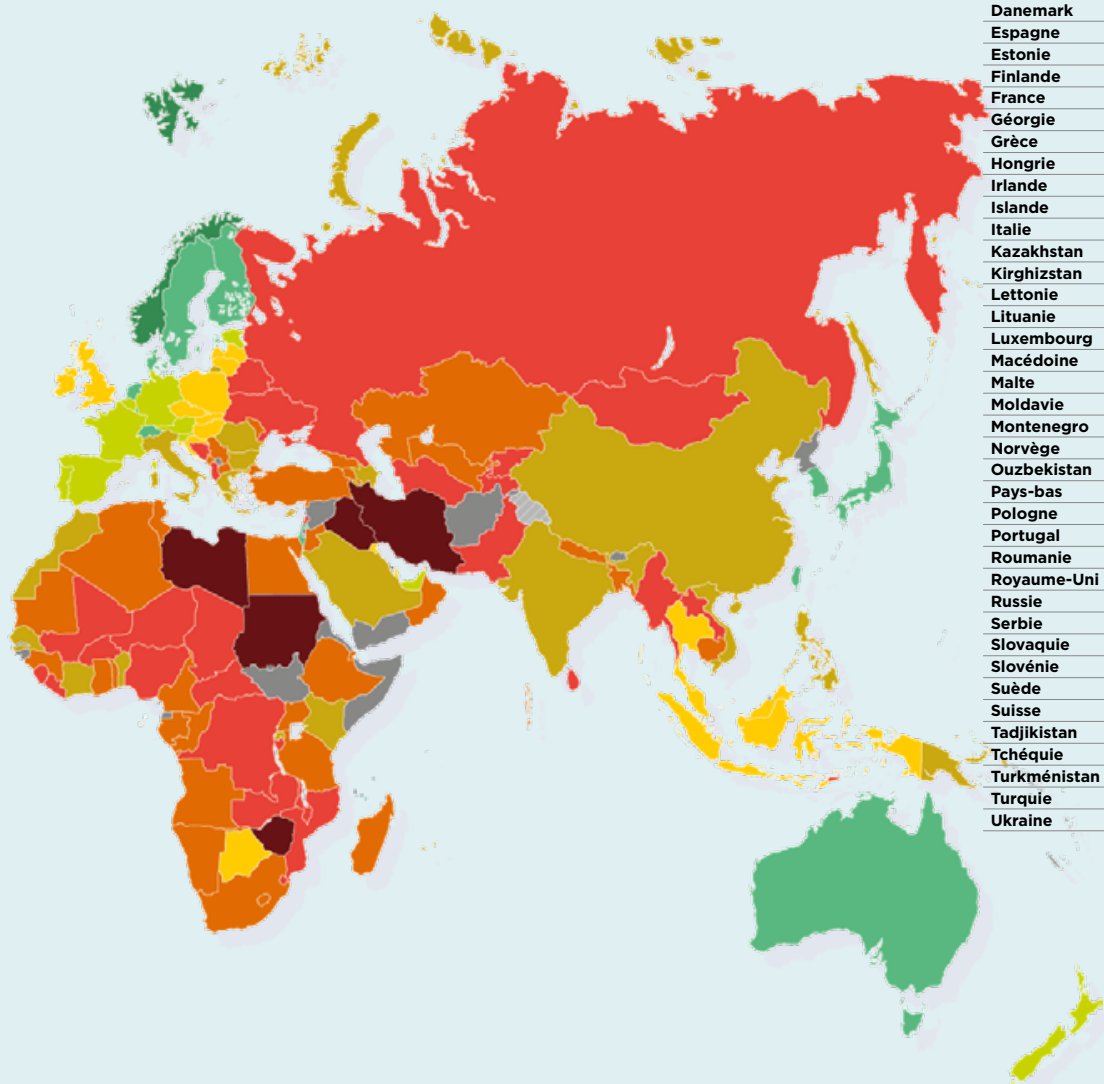 Danemark
Espagne
Estonie
Finlande
France
Géorgie
Grèce
Hongrie
Irlande
Islande
Italie
Kazakhstan
Kirghizstan
Lettonie
Lituanie
Luxembourg
Macédoine
Malte
Moldavie
Montenegro
Norvège
Ouzbekistan
Pays-bas
Pologne
Portugal
Roumanie
Royaume-Uni
Russie
Serbie
Slovaquie
Slovénie
Suède
Suisse
Tadjikistan
Tchéquie
Turkménistan
Turquie
Ukraine